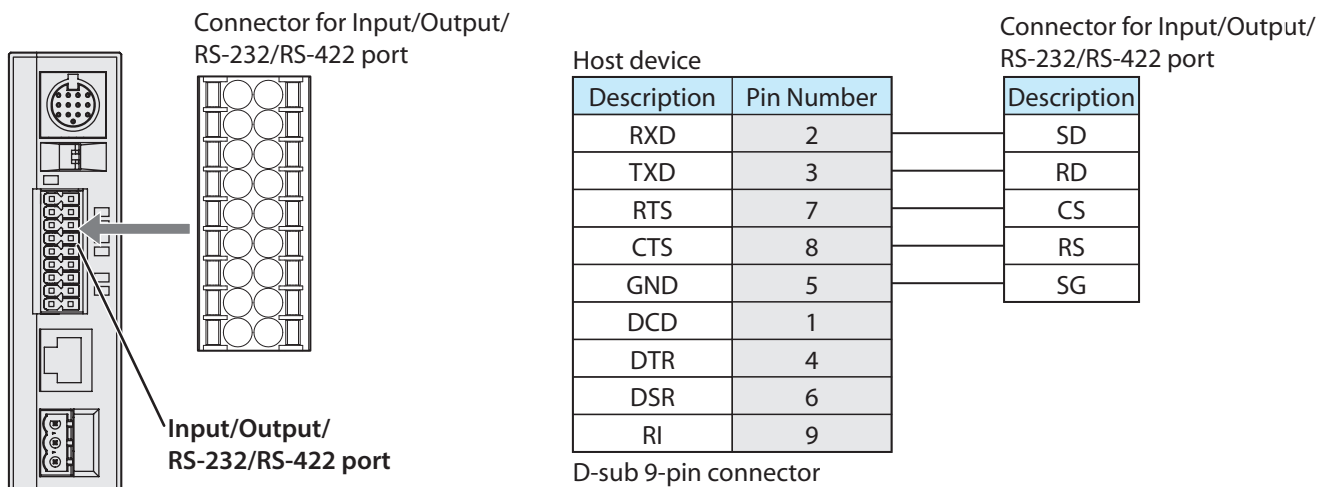 Connector for Input/Output/
RS-232/RS-422 port
Input/Output/
RS-232/RS-422 port
Host device
Description Pin Number
RXD 2
TXD 3
RTS 7
CTS 8
GND 5
DCD 1
DTR 4
DSR 6
RI 9
D-sub 9-pin connector
Connector for Input/Output/
RS-232/RS-422 port
Description
SD
RD
CS
RS
SG